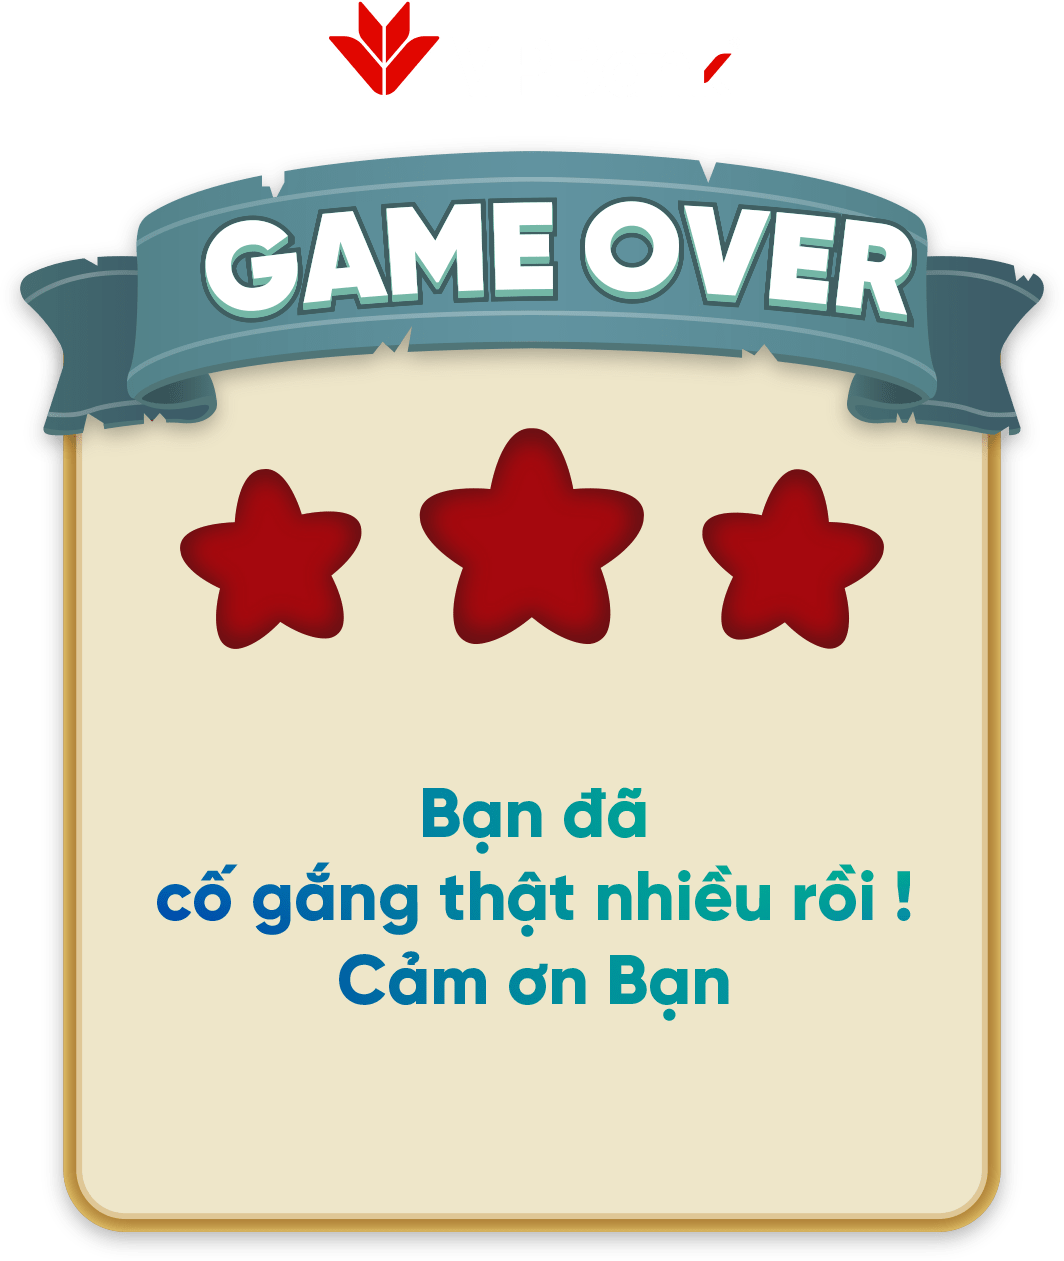 GAME OVER
Bạn đã
cố gắng thật nhiều rồi !
Cảm ơn Bạn